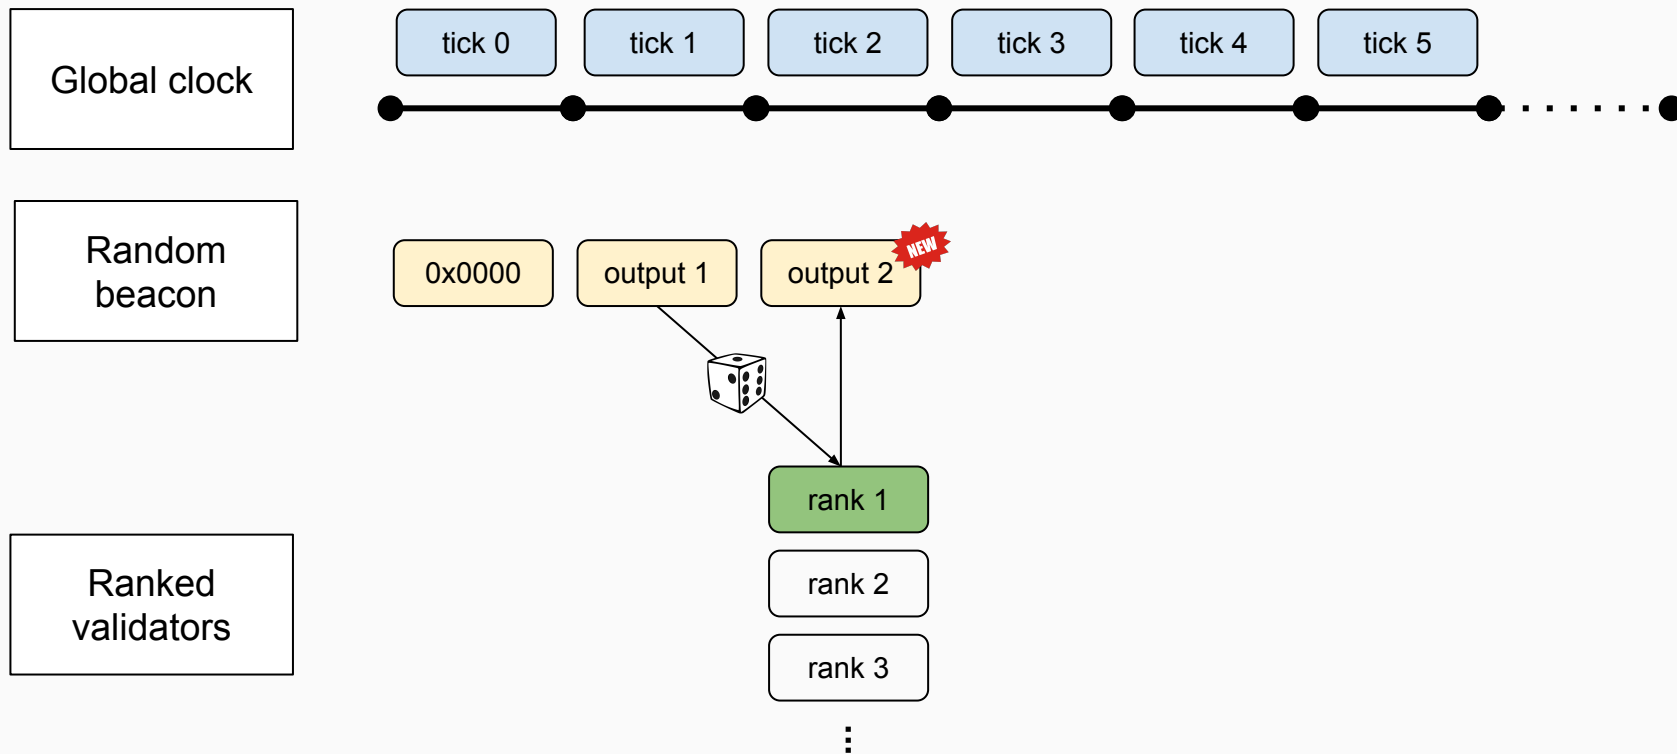 Global clock
tick 0
tick 1
tick 2
tick 3
tick 4
tick 5
Random
beacon
0x0000
output 1
output 2
NEW
Ranked
validators
rank 1
rank 2
rank 3